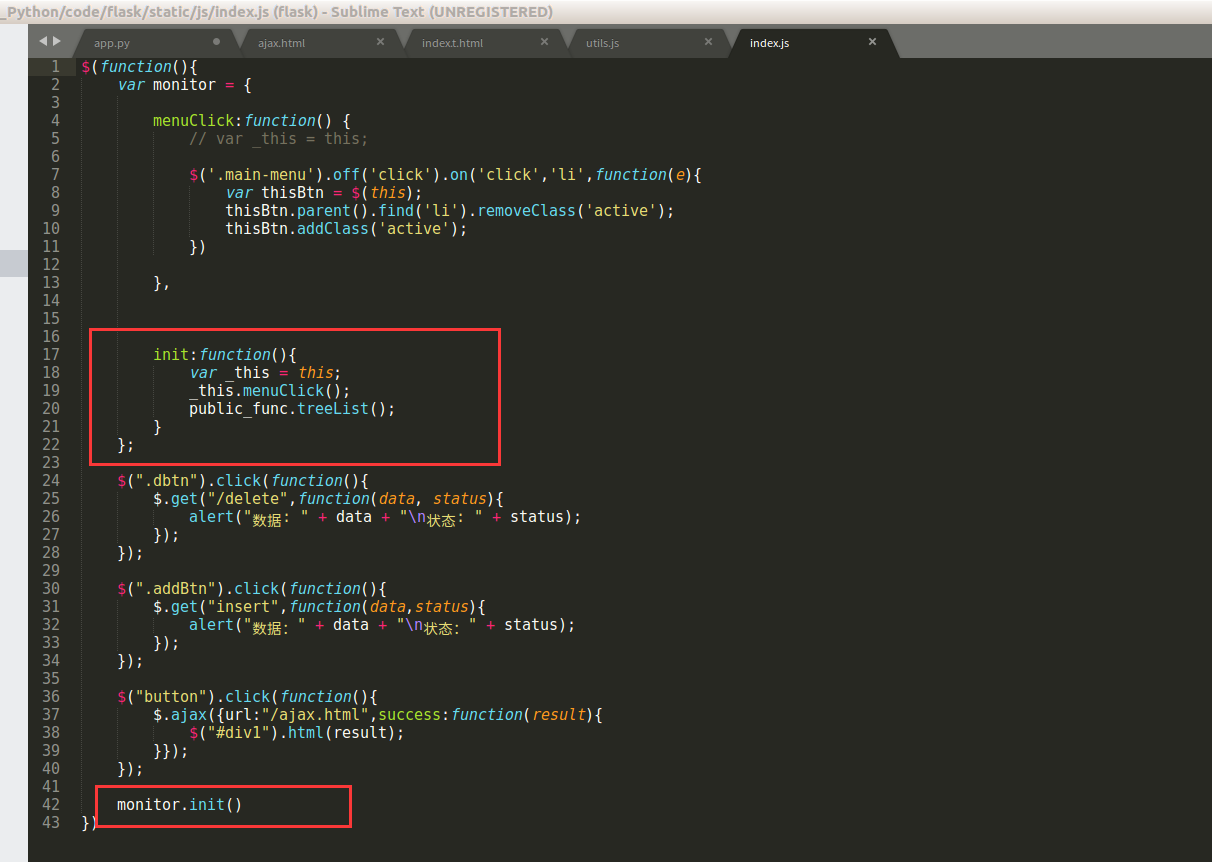 _Python/code/flask/static/js/index.js (flask) - Sublime Text (UNREGISTERED)
app.py ajax.html index.t.html utils.js index.js
1 $(function(){
2     var monitor = {
3
4         menuClick:function() {
5             // var _this = this;
6
7             $('.main-menu').off('click').on('click','li',function(e){
8                 var thisBtn = $(this);
9                 thisBtn.parent().find('li').removeClass('active');
10                 thisBtn.addClass('active');
11             })
12
13         },
14
15
16
17         init:function(){
18             var _this = this;
19             _this.menuClick();
20             public_func.treeList();
21         }
22     };
23
24     $(".dbtn").click(function(){
25         $.get("/delete",function(data, status){
26             alert("数据: " + data + "\n状态: " + status);
27         });
28     });
29
30     $(".addBtn").click(function(){
31         $.get("insert",function(data,status){
32             alert("数据: " + data + "\n状态: " + status);
33         });
34     });
35
36     $("button").click(function(){
37         $.ajax({url:"/ajax.html",success:function(result){
38             $("#div1").html(result);
39         }});
40     });
41
42     monitor.init()
43 })